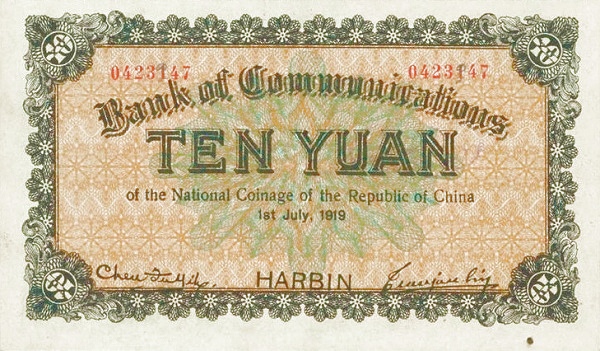 0423147 0423147
Bank of Communications
TEN YUAN
of the National Coinage of the Republic of China
1st July, 1919
HARBIN